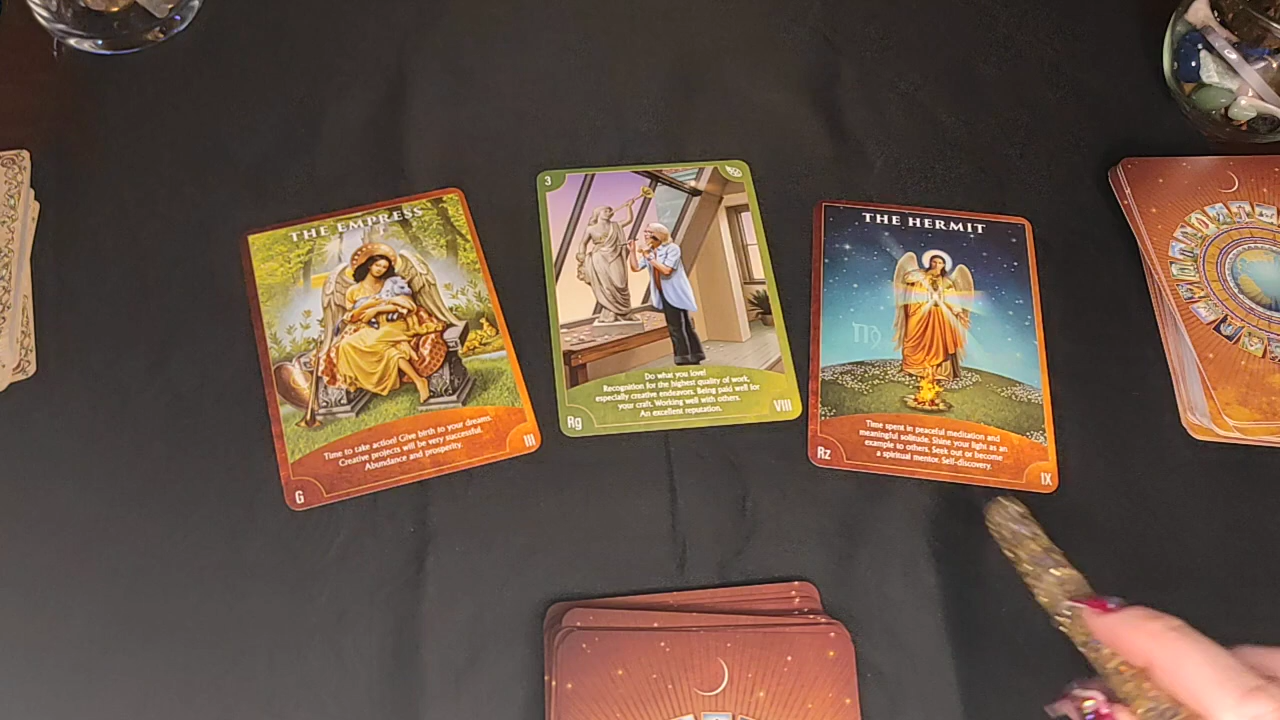 THE EMPRESS
Time to take action! Give birth to your dreams.
Creative projects will be very successful.
Abundance and prosperity.
G
III
3
Do what you love!
Recognition for the highest quality of work,
especially creative endeavors. Being paid well for
your craft. Working well with others.
An excellent reputation.
Rg
VIII
THE HERMIT
Time spent in peaceful meditation and
meaningful solitude. Shine your light as an
example to others. Seek out or become
a spiritual mentor. Self-discovery.
Rz
IX